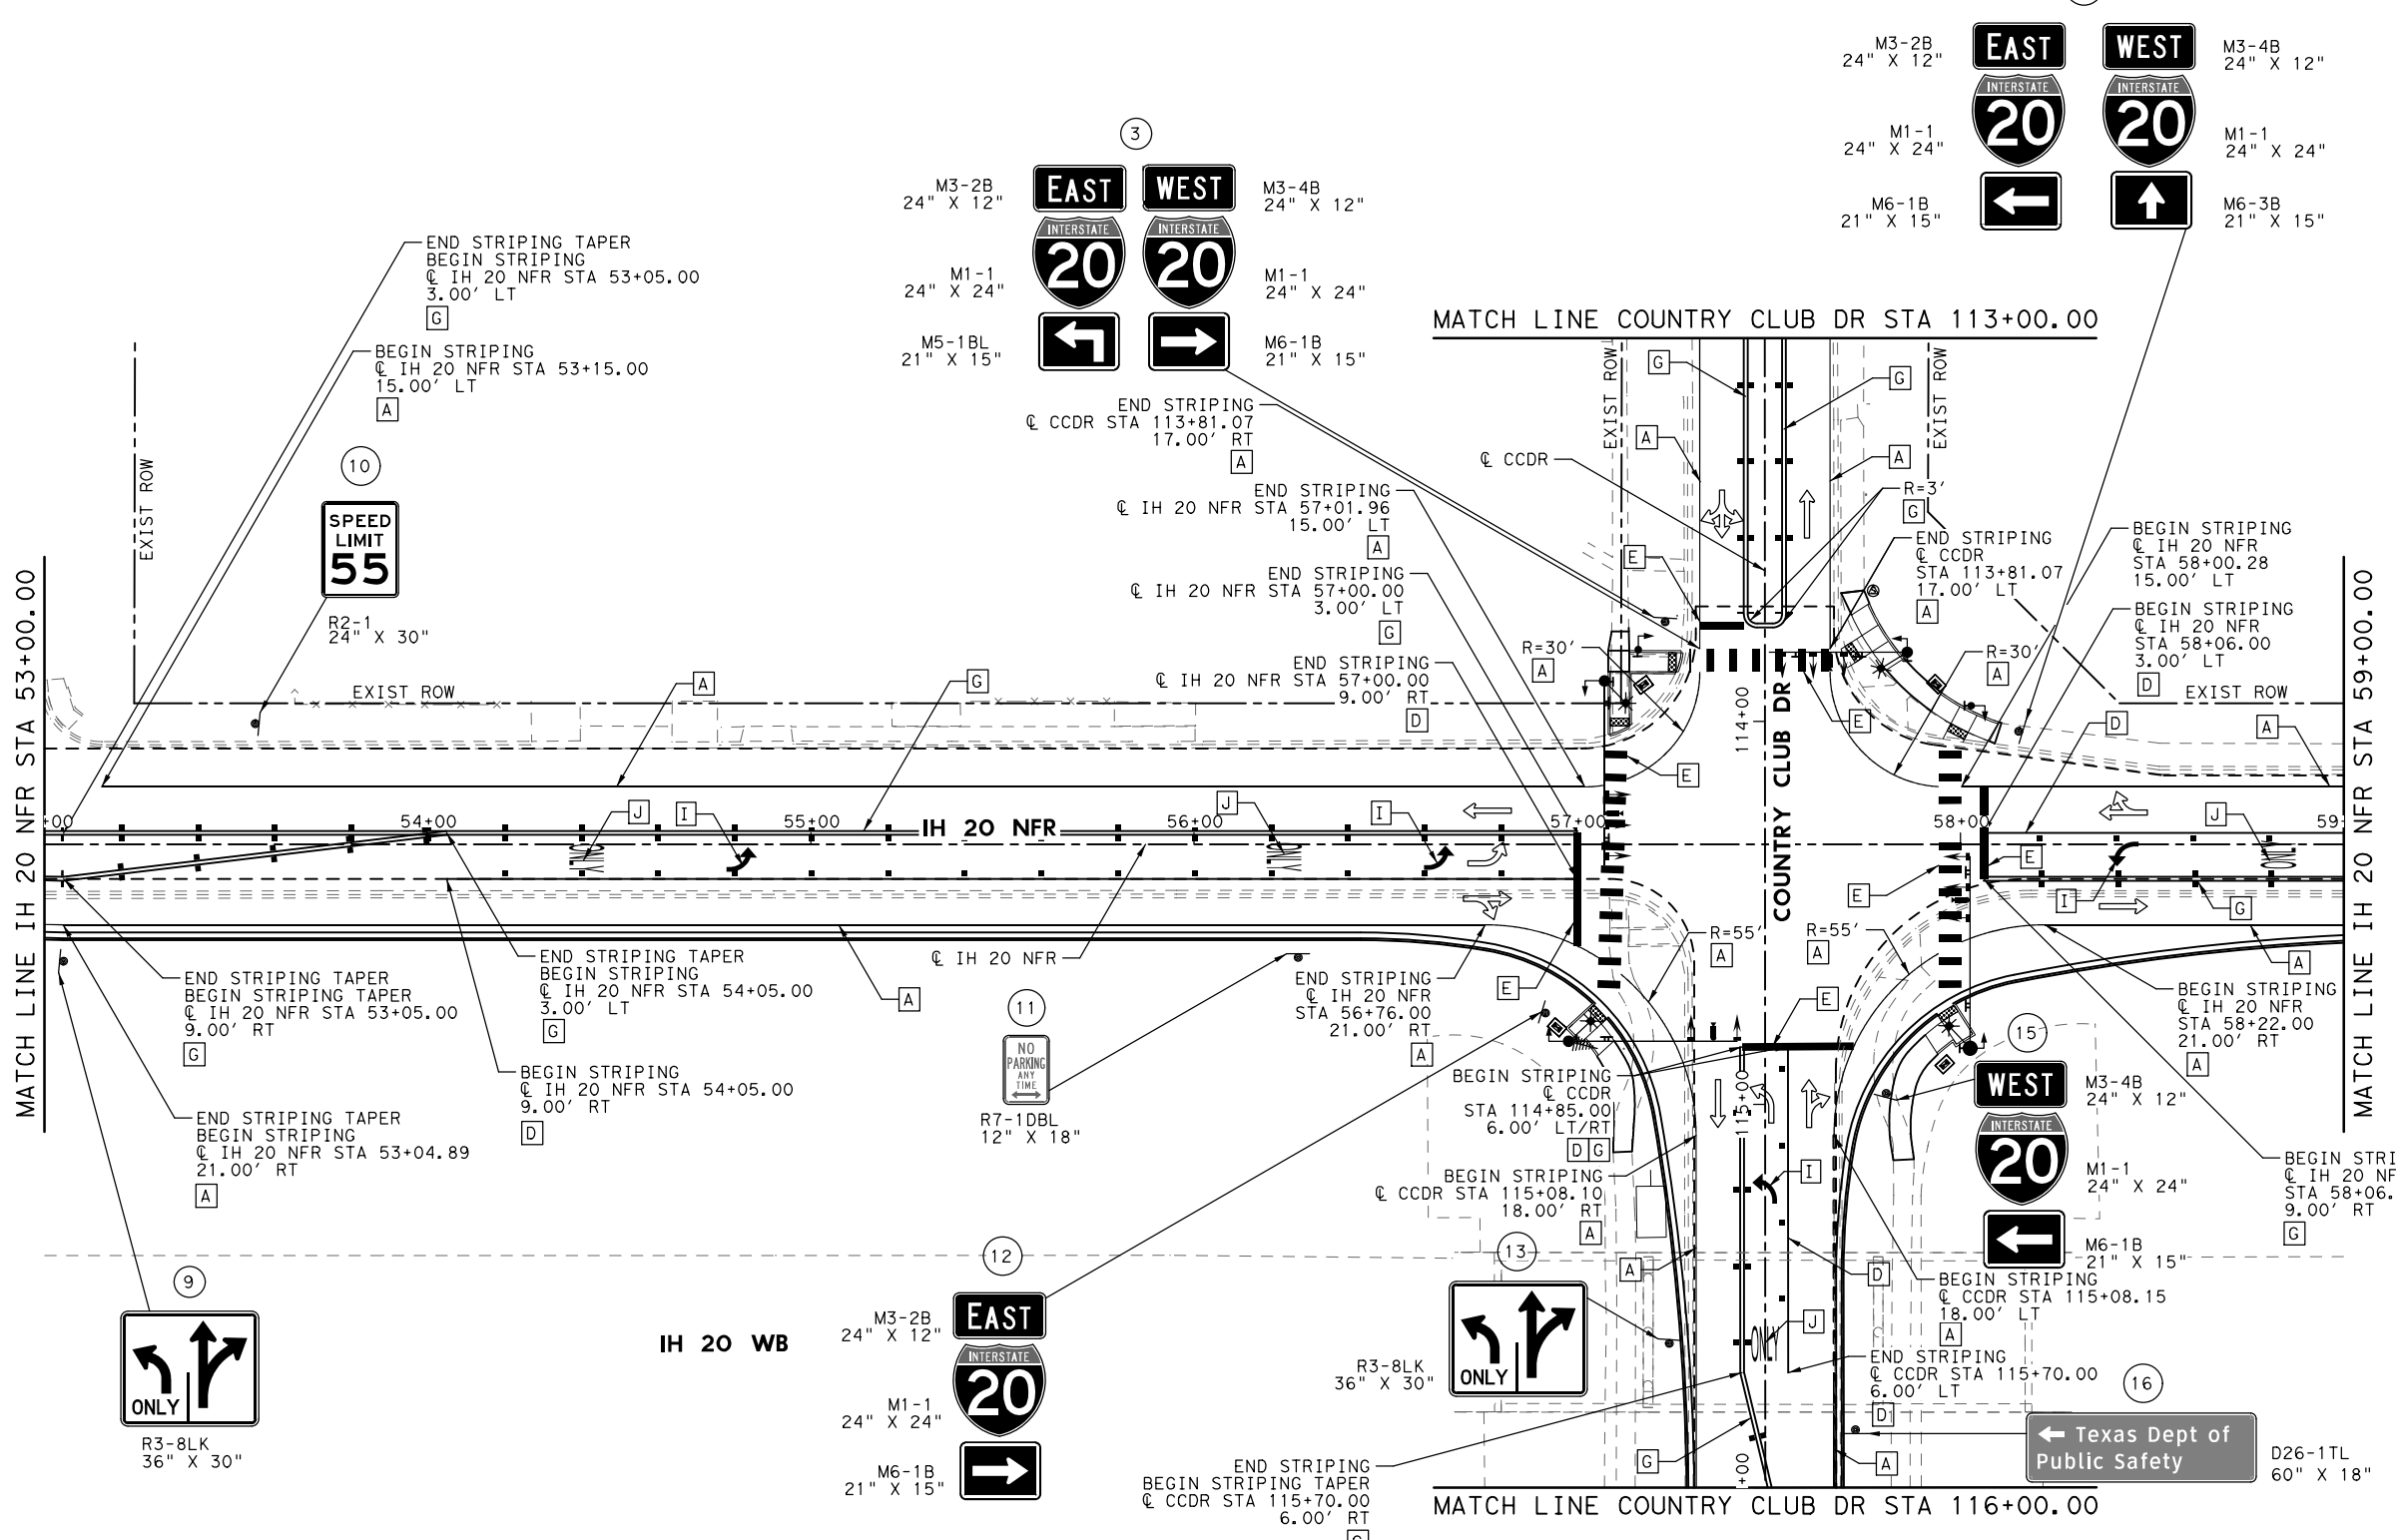 M3-2B
24" X 12"
EAST
WEST
M3-4B
24" X 12"
INTERSTATE
20
INTERSTATE
20
M1-1
24" X 24"
M1-1
24" X 24"
M6-1B
21" X 15"
M6-3B
21" X 15"
3
M3-2B
24" X 12"
EAST
WEST
M3-4B
24" X 12"
INTERSTATE
20
INTERSTATE
20
M1-1
24" X 24"
M1-1
24" X 24"
M5-1BL
21" X 15"
M6-1B
21" X 15"
END STRIPING TAPER
BEGIN STRIPING
℄ IH 20 NFR STA 53+05.00
3.00' LT
G
BEGIN STRIPING
℄ IH 20 NFR STA 53+15.00
15.00' LT
A
10
SPEED
LIMIT
55
R2-1
24" X 30"
EXIST ROW
MATCH LINE IH 20 NFR STA 53+00.00
EXIST ROW
MATCH LINE COUNTRY CLUB DR STA 113+00.00
END STRIPING
℄ CCDR STA 113+81.07
17.00' RT
A
END STRIPING
℄ IH 20 NFR STA 57+01.96
15.00' LT
A
END STRIPING
℄ IH 20 NFR STA 57+00.00
3.00' LT
G
END STRIPING
℄ IH 20 NFR STA 57+00.00
9.00' RT
D
EXIST ROW
G
G
EXIST ROW
A
A
℄ CCDR
R=3'
G
E
END STRIPING
℄ CCDR
STA 113+81.07
17.00' LT
A
BEGIN STRIPING
℄ IH 20 NFR
STA 58+00.28
15.00' LT
BEGIN STRIPING
℄ IH 20 NFR
STA 58+06.00
3.00' LT
D
R=30'
A
R=30'
A
EXIST ROW
MATCH LINE IH 20 NFR STA 59+00.00
A
G
114+00
COUNTRY CLUB DR
E
E
D
A
+00
54+00
J
I
55+00
IH 20 NFR
56+00
J
I
57+00
58+00
E
J
59+
E
I
G
R=55'
A
R=55'
A
A
END STRIPING TAPER
BEGIN STRIPING TAPER
℄ IH 20 NFR STA 53+05.00
9.00' RT
G
END STRIPING TAPER
BEGIN STRIPING
℄ IH 20 NFR STA 54+05.00
3.00' LT
G
A
℄ IH 20 NFR
END STRIPING
℄ IH 20 NFR
STA 56+76.00
21.00' RT
A
E
E
BEGIN STRIPING
℄ IH 20 NFR
STA 58+22.00
21.00' RT
A
END STRIPING TAPER
BEGIN STRIPING
℄ IH 20 NFR STA 53+04.89
21.00' RT
A
BEGIN STRIPING
℄ IH 20 NFR STA 54+05.00
9.00' RT
D
11
NO
PARKING
ANY
TIME
R7-1DBL
12" X 18"
BEGIN STRIPING
℄ CCDR
STA 114+85.00
6.00' LT/RT
D G
BEGIN STRIPING
℄ CCDR STA 115+08.10
18.00' RT
A
115+00
I
15
WEST
M3-4B
24" X 12"
INTERSTATE
20
M1-1
24" X 24"
M6-1B
21" X 15"
BEGIN STRI
℄ IH 20 NF
STA 58+06.
9.00' RT
G
9
ONLY
R3-8LK
36" X 30"
IH 20 WB
12
M3-2B
24" X 12"
EAST
INTERSTATE
20
M1-1
24" X 24"
M6-1B
21" X 15"
13
ONLY
R3-8LK
36" X 30"
A
D
BEGIN STRIPING
℄ CCDR STA 115+08.15
18.00' LT
A
J
ONLY
END STRIPING
℄ CCDR STA 115+70.00
6.00' LT
D
16
← Texas Dept of
Public Safety
D26-1TL
60" X 18"
G
A
+00
END STRIPING
BEGIN STRIPING TAPER
℄ CCDR STA 115+70.00
6.00' RT
MATCH LINE COUNTRY CLUB DR STA 116+00.00